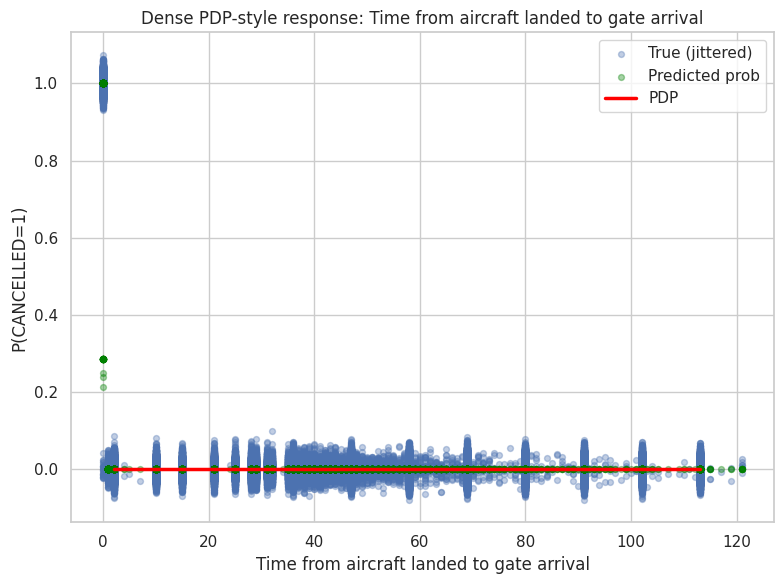 Dense PDP-style response: Time from aircraft landed to gate arrival
True (jittered)
Predicted prob
PDP
P(CANCELLED=1)
1.0
0.8
0.6
0.4
0.2
0.0
0 20 40 60 80 100 120
Time from aircraft landed to gate arrival